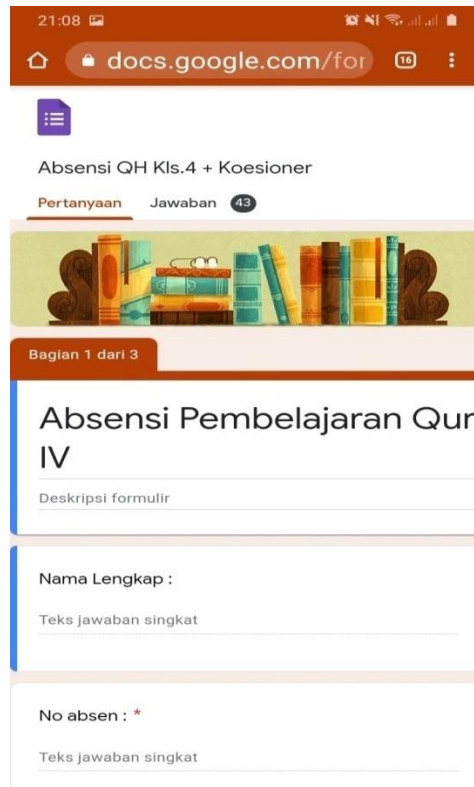 21:08
docs.google.com/for
16
Absensi QH Kls.4 + Koesioner
Pertanyaan Jawaban 43
Bagian 1 dari 3
Absensi Pembelajaran Qur
IV
Deskripsi formulir
Nama Lengkap :
Teks jawaban singkat
No absen : *
Teks jawaban singkat